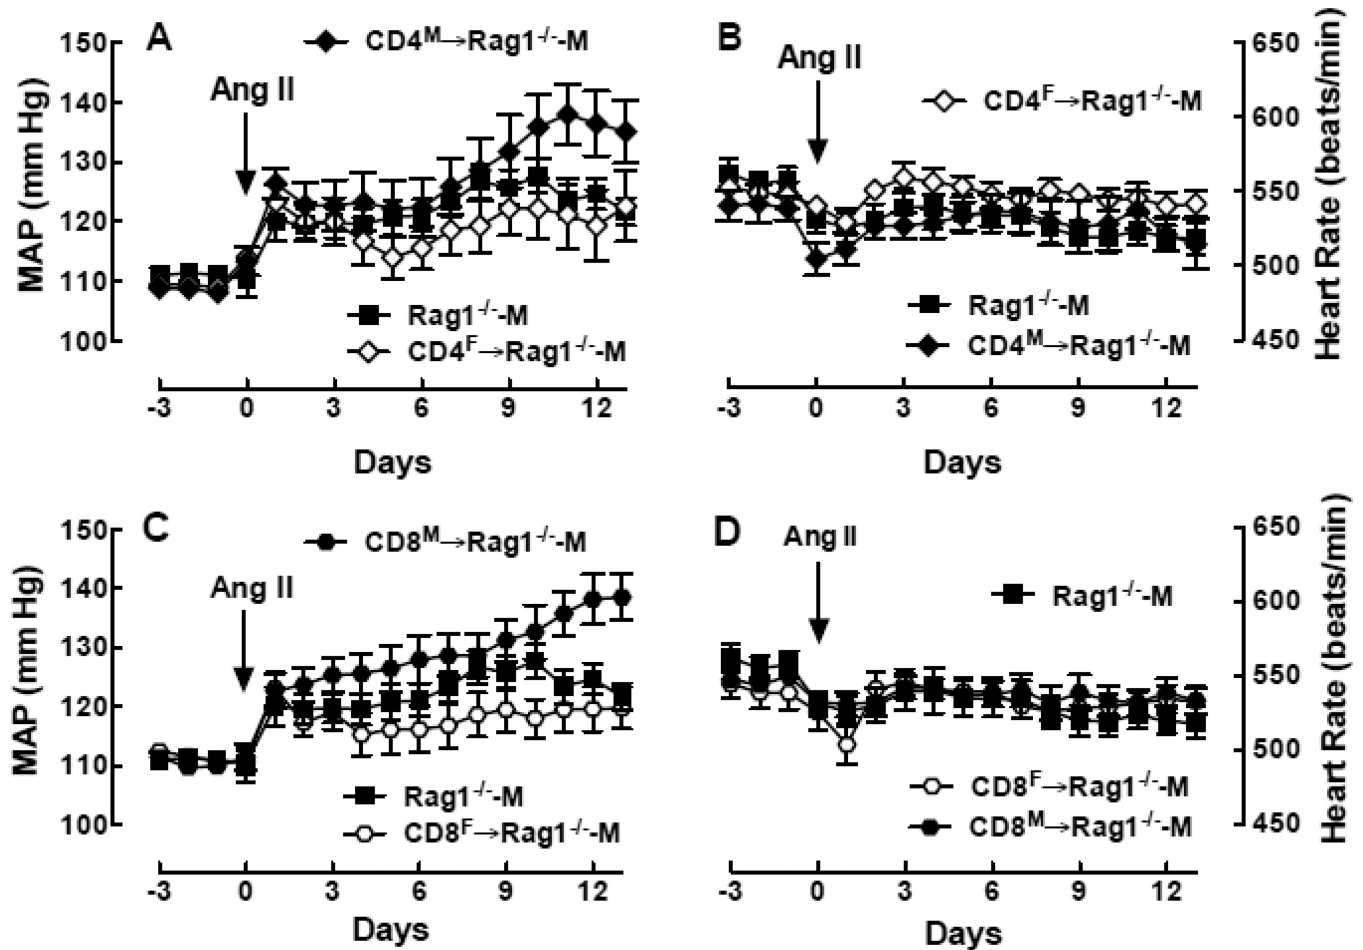 A
CD4ᴹ→Rag1⁻/⁻-M
Ang II
MAP (mm Hg)
150
140
130
120
110
100
Rag1⁻/⁻-M
CD4ᶠ→Rag1⁻/⁻-M
-3 0 3 6 9 12
Days
B
Ang II
CD4ᶠ→Rag1⁻/⁻-M
650
600
550
500
450
Heart Rate (beats/min)
Rag1⁻/⁻-M
CD4ᴹ→Rag1⁻/⁻-M
-3 0 3 6 9 12
Days
C
CD8ᴹ→Rag1⁻/⁻-M
Ang II
MAP (mm Hg)
150
140
130
120
110
100
Rag1⁻/⁻-M
CD8ᶠ→Rag1⁻/⁻-M
-3 0 3 6 9 12
Days
D
Ang II
Rag1⁻/⁻-M
650
600
550
500
450
Heart Rate (beats/min)
CD8ᶠ→Rag1⁻/⁻-M
CD8ᴹ→Rag1⁻/⁻-M
-3 0 3 6 9 12
Days